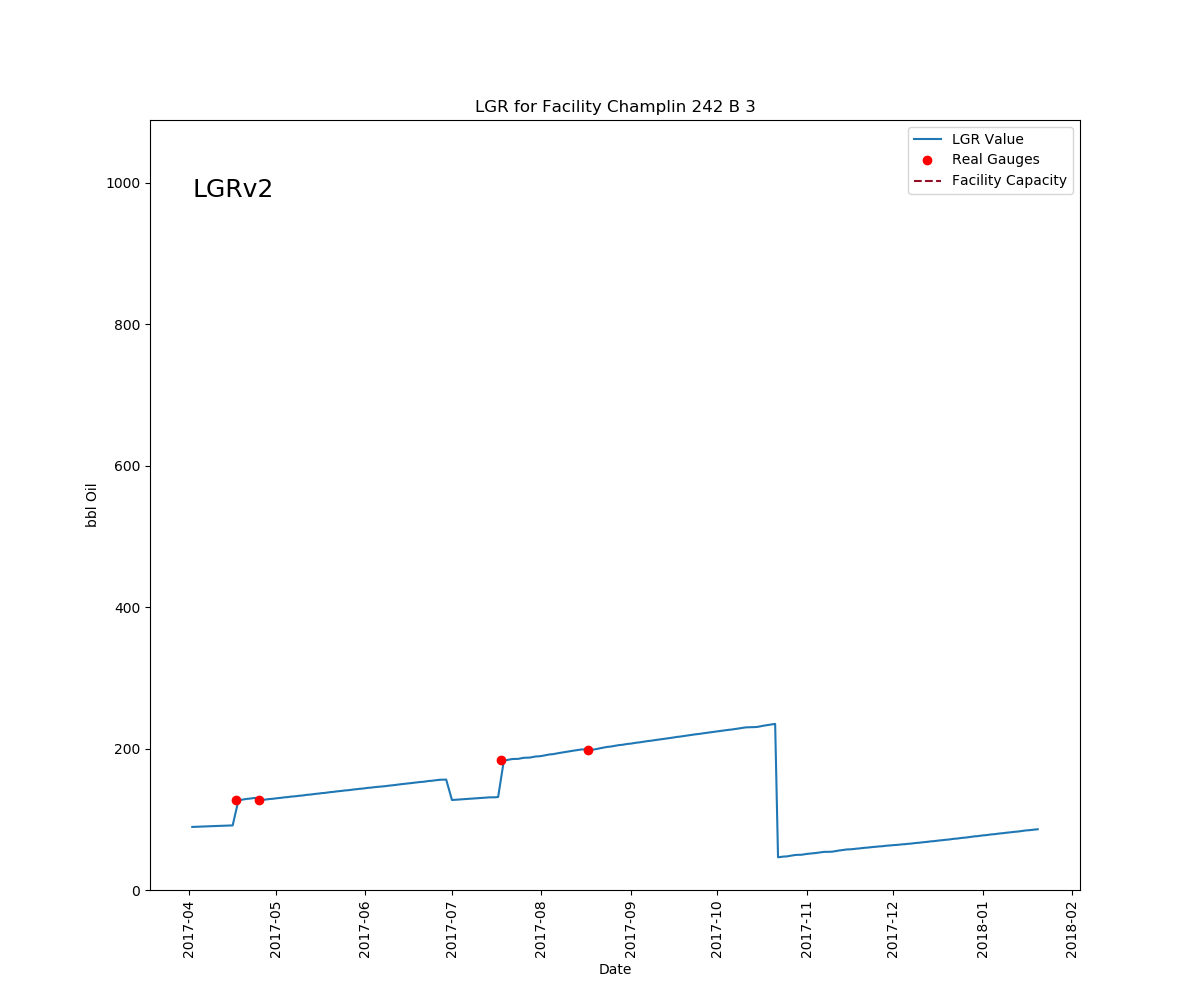 LGR for Facility Champlin 242 B 3
LGR Value
Real Gauges
Facility Capacity
LGRv2
1000
800
600
400
200
0
bbl Oil
2017-04
2017-05
2017-06
2017-07
2017-08
2017-09
2017-10
2017-11
2017-12
2018-01
2018-02
Date